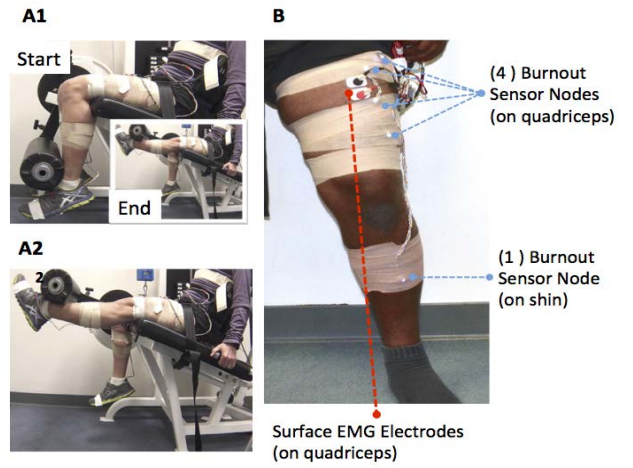 A1
Start
End
A2
2
B
(4 ) Burnout
Sensor Nodes
(on quadriceps)
(1 ) Burnout
Sensor Node
(on shin)
Surface EMG Electrodes
(on quadriceps)